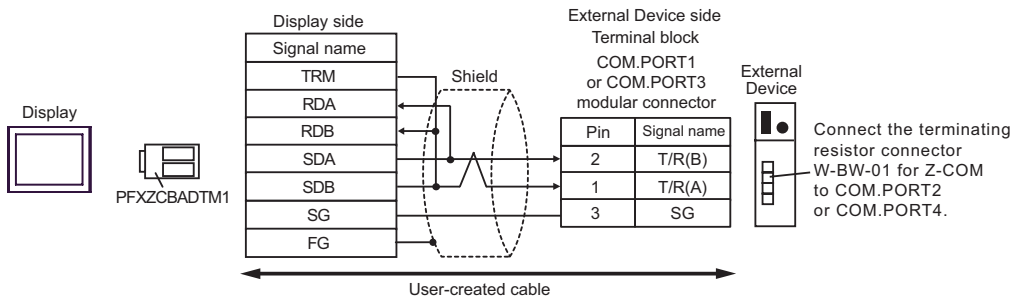 Display
PFXZCBADTM1
Display side
Signal name
TRM
RDA
RDB
SDA
SDB
SG
FG
Shield
External Device side
Terminal block
COM.PORT1
or COM.PORT3
modular connector
Pin Signal name
2 T/R(B)
1 T/R(A)
3 SG
External
Device
Connect the terminating
resistor connector
W-BW-01 for Z-COM
to COM.PORT2
or COM.PORT4.
User-created cable